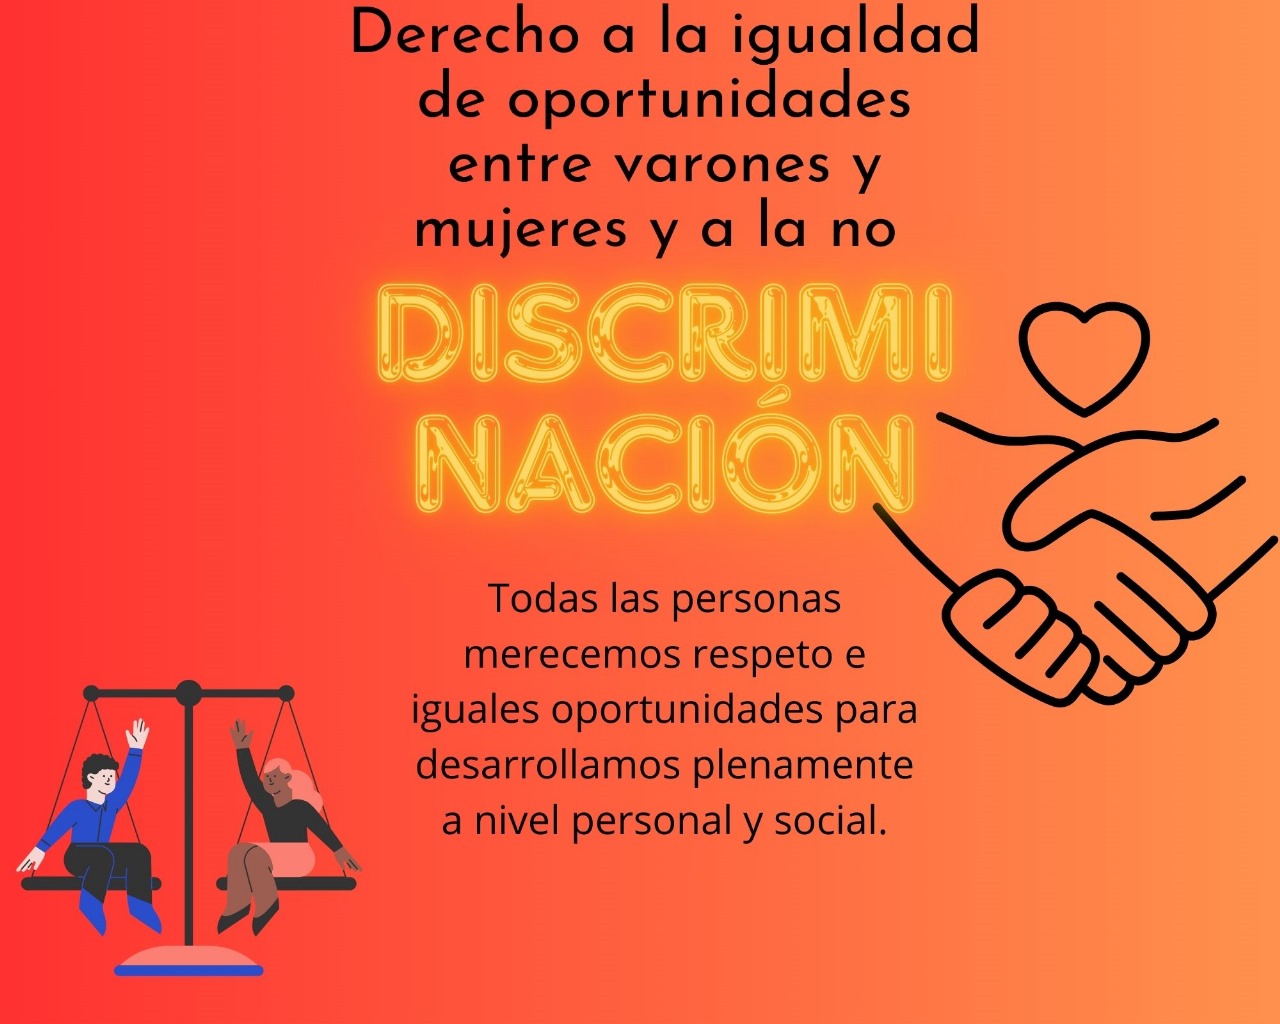 Derecho a la igualdad
de oportunidades
entre varones y
mujeres y a la no
DISCRIMI
NACIÓN
Todas las personas
merecemos respeto e
iguales oportunidades para
desarrollamos plenamente
a nivel personal y social.